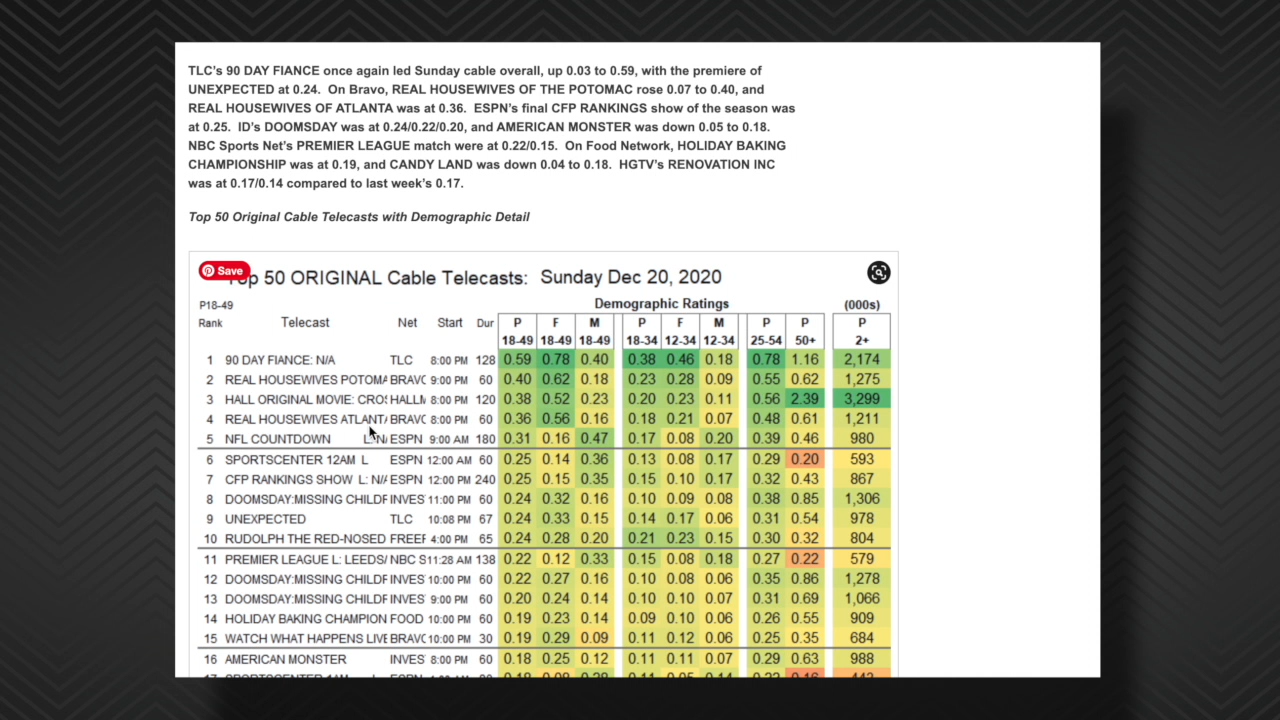 TLC's 90 DAY FIANCE once again led Sunday cable overall, up 0.03 to 0.59, with the premiere of
UNEXPECTED at 0.24.  On Bravo, REAL HOUSEWIVES OF THE POTOMAC rose 0.07 to 0.40, and
REAL HOUSEWIVES OF ATLANTA was at 0.36.  ESPN's final CFP RANKINGS show of the season was
at 0.25.  ID's DOOMSDAY was at 0.24/0.22/0.20, and AMERICAN MONSTER was down 0.05 to 0.18.
NBC Sports Net's PREMIER LEAGUE match were at 0.22/0.15.  On Food Network, HOLIDAY BAKING
CHAMPIONSHIP was at 0.19, and CANDY LAND was down 0.04 to 0.18.  HGTV's RENOVATION INC
was at 0.17/0.14 compared to last week's 0.17.
Top 50 Original Cable Telecasts with Demographic Detail
Save
Top 50 ORIGINAL Cable Telecasts: Sunday Dec 20, 2020
P18-49 Demographic Ratings (000s)
Rank Telecast Net Start Dur P F M P F M P P P
18-49 18-49 18-49 18-34 12-34 12-34 25-54 50+ 2+
1 90 DAY FIANCE: N/A TLC 8:00 PM 128 0.59 0.78 0.40 0.38 0.46 0.18 0.78 1.16 2,174
2 REAL HOUSEWIVES POTOMA BRAVC 9:00 PM 60 0.40 0.62 0.18 0.23 0.28 0.09 0.55 0.62 1,275
3 HALL ORIGINAL MOVIE: CROS HALLM 8:00 PM 120 0.38 0.52 0.23 0.20 0.23 0.11 0.56 2.39 3,299
4 REAL HOUSEWIVES ATLANTA BRAVC 8:00 PM 60 0.36 0.56 0.16 0.18 0.21 0.07 0.48 0.61 1,211
5 NFL COUNTDOWN ESPN 9:00 AM 180 0.31 0.16 0.47 0.17 0.08 0.20 0.39 0.46 980
6 SPORTSCENTER 12AM L ESPN 12:00 AM 60 0.25 0.14 0.36 0.13 0.08 0.17 0.29 0.20 593
7 CFP RANKINGS SHOW L: N/A ESPN 12:00 PM 240 0.25 0.15 0.35 0.10 0.15 0.10 0.32 0.43 867
8 DOOMSDAY:MISSING CHILDR INVES 11:00 PM 60 0.24 0.32 0.16 0.10 0.09 0.08 0.38 0.85 1,306
9 UNEXPECTED TLC 10:08 PM 67 0.24 0.33 0.15 0.14 0.17 0.06 0.31 0.54 978
10 RUDOLPH THE RED-NOSED FREEF 4:00 PM 65 0.24 0.28 0.20 0.21 0.23 0.15 0.30 0.32 804
11 PREMIER LEAGUE L: LEEDS/ NBC S 11:28 AM 138 0.22 0.12 0.33 0.15 0.08 0.18 0.27 0.22 579
12 DOOMSDAY:MISSING CHILDR INVES 10:00 PM 60 0.22 0.27 0.16 0.10 0.08 0.06 0.35 0.86 1,278
13 DOOMSDAY:MISSING CHILDR INVES 9:00 PM 60 0.20 0.24 0.14 0.10 0.10 0.07 0.31 0.69 1,066
14 HOLIDAY BAKING CHAMPION FOOD 10:00 PM 60 0.19 0.23 0.14 0.09 0.10 0.06 0.26 0.55 909
15 WATCH WHAT HAPPENS LIVE BRAVC 10:00 PM 30 0.19 0.29 0.09 0.11 0.12 0.06 0.25 0.35 684
16 AMERICAN MONSTER INVES 8:00 PM 60 0.18 0.25 0.12 0.11 0.11 0.07 0.29 0.63 988